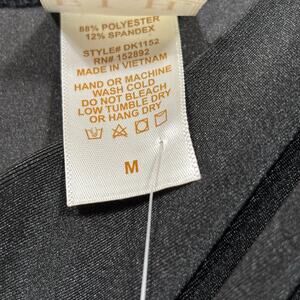 88% POLYESTER
12% SPANDEX
STYLE# DK1152
RN# 152892
MADE IN VIETNAM
HAND OR MACHINE
WASH COLD
DO NOT BLEACH
LOW TUMBLE DRY
OR HANG DRY
M